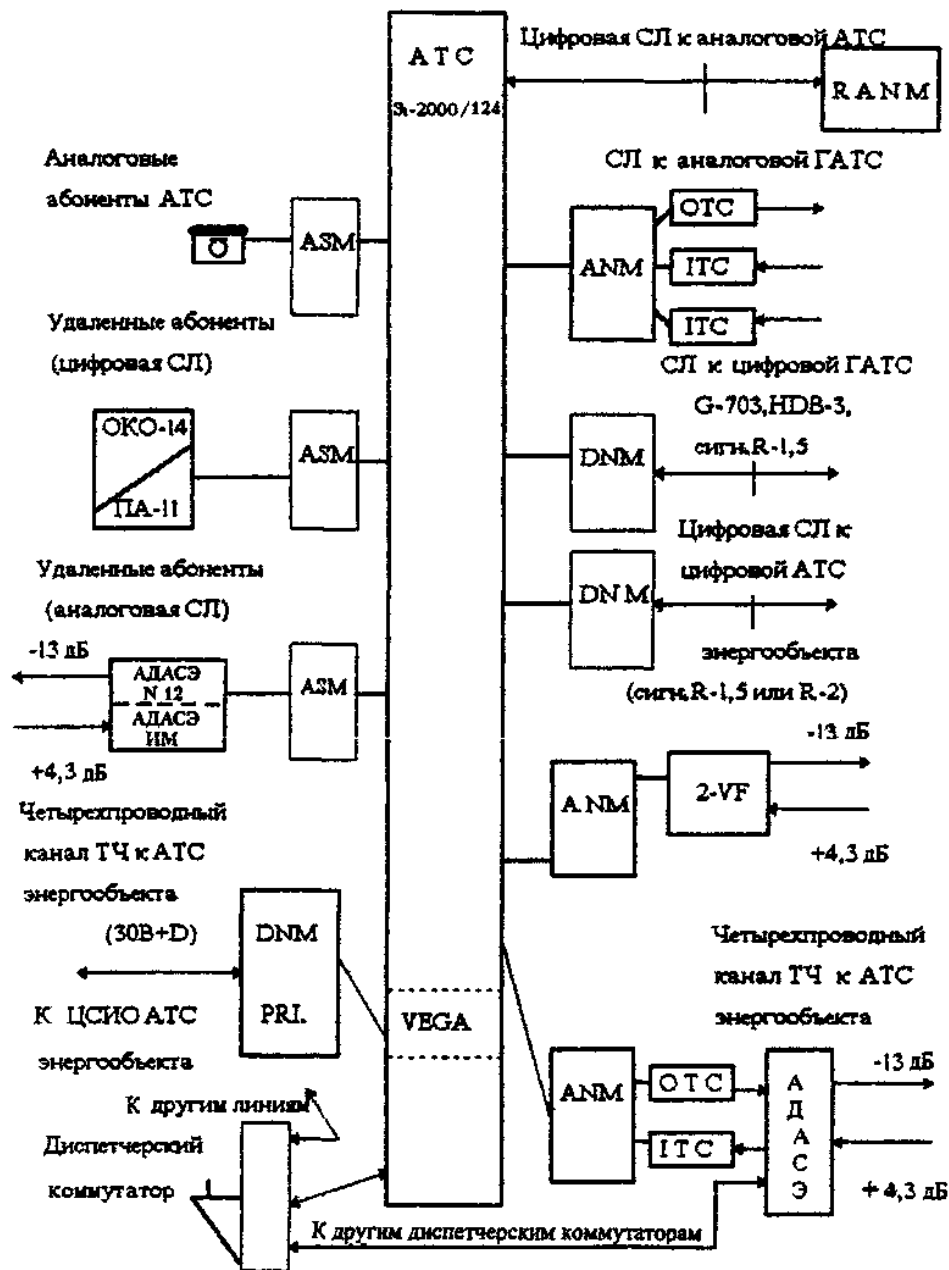 АТС
Эл-2000/124
Цифровая СЛ к аналоговой АТС
RANM
Аналоговые
абоненты АТС
ASM
СЛ к аналоговой ГАТС
ANM
OTC
ITC
ITC
Удаленные абоненты
(цифровая СЛ)
ОКО-14
ПА-11
ASM
СЛ к цифровой ГАТС
G-703,HDB-3,
сигн.R-1,5
DNM
Удаленные абоненты
(аналоговая СЛ)
-13 дБ
АДАСЭ
N 12
АДАСЭ
ИМ
+4,3 дБ
ASM
Цифровая СЛ к
цифровой АТС
DNM
энергообъекта
(сигн.R-1,5 или R-2)
Четырехпроводный
канал ТЧ к АТС
энергообъекта
ANM
2-VF
-13 дБ
+4,3 дБ
(30B+D)
К ЦСИО АТС
энергообъекта
DNM
PRI.
VEGA
Четырехпроводный
канал ТЧ к АТС
энергообъекта
ANM
OTC
ITC
АДАСЭ
-13 дБ
+4,3 дБ
К другим линиям
Диспетчерский
коммутатор
К другим диспетчерским коммутаторам